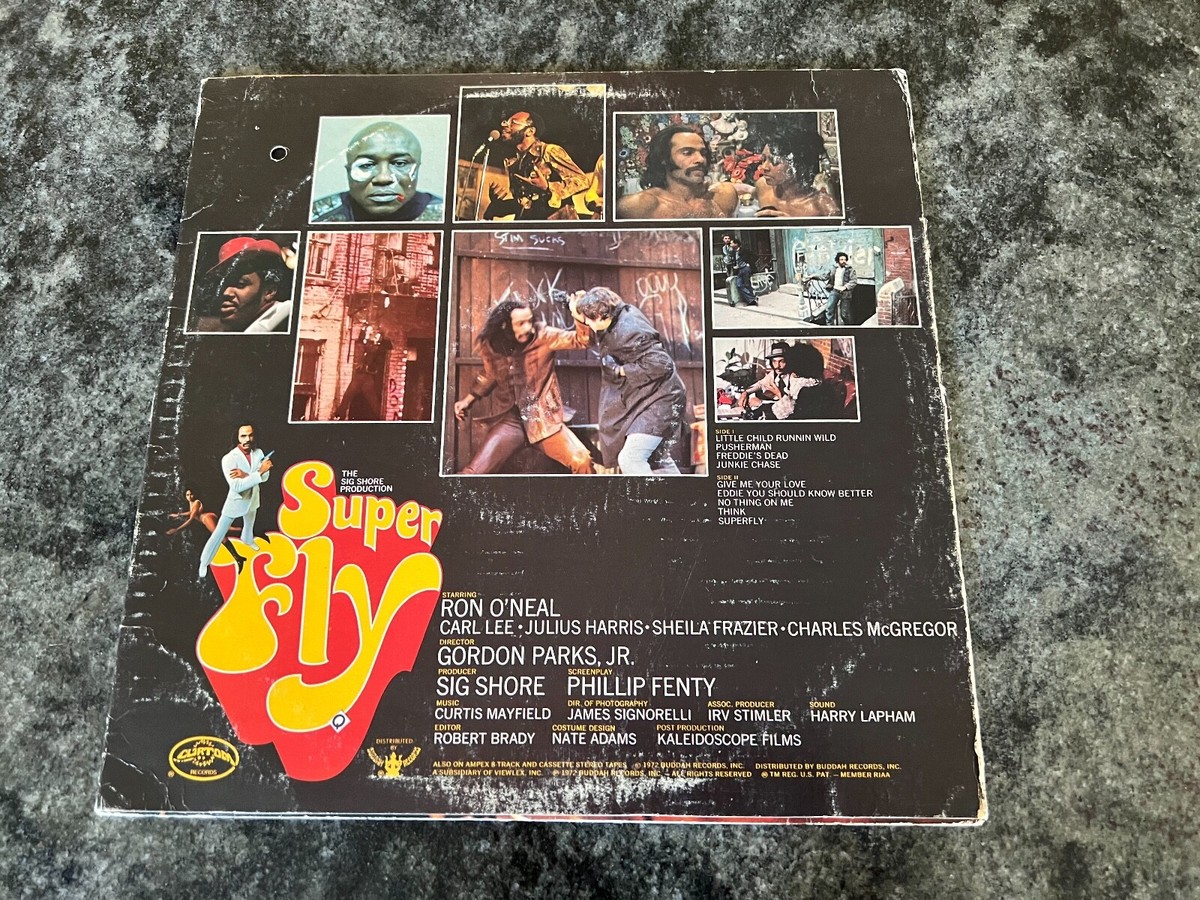 STIM SUCKS
SIDE I
LITTLE CHILD RUNNIN WILD
PUSHERMAN
FREDDIE'S DEAD
JUNKIE CHASE
SIDE II
GIVE ME YOUR LOVE
EDDIE YOU SHOULD KNOW BETTER
NO THING ON ME
THINK
SUPERFLY
THE
SIG SHORE
PRODUCTION
Super
Fly
STARRING
RON O'NEAL
CARL LEE • JULIUS HARRIS • SHEILA FRAZIER • CHARLES McGREGOR
DIRECTOR
GORDON PARKS, JR.
PRODUCER SCREENPLAY
SIG SHORE PHILLIP FENTY
MUSIC DIR. OF PHOTOGRAPHY ASSOC. PRODUCER SOUND
CURTIS MAYFIELD JAMES SIGNORELLI IRV STIMLER HARRY LAPHAM
EDITOR COSTUME DESIGN POST PRODUCTION
ROBERT BRADY NATE ADAMS KALEIDOSCOPE FILMS
CURTOM
RECORDS
DISTRIBUTED
BY
ALSO ON AMPEX 8 TRACK AND CASSETTE STEREO TAPES © 1972 BUDDAH RECORDS, INC. DISTRIBUTED BY BUDDAH RECORDS, INC.
A SUBSIDIARY OF VIEWLEX, INC. ℗ 1972 BUDDAH RECORDS, INC. – ALL RIGHTS RESERVED ® TM REG. U.S. PAT. – MEMBER RIAA